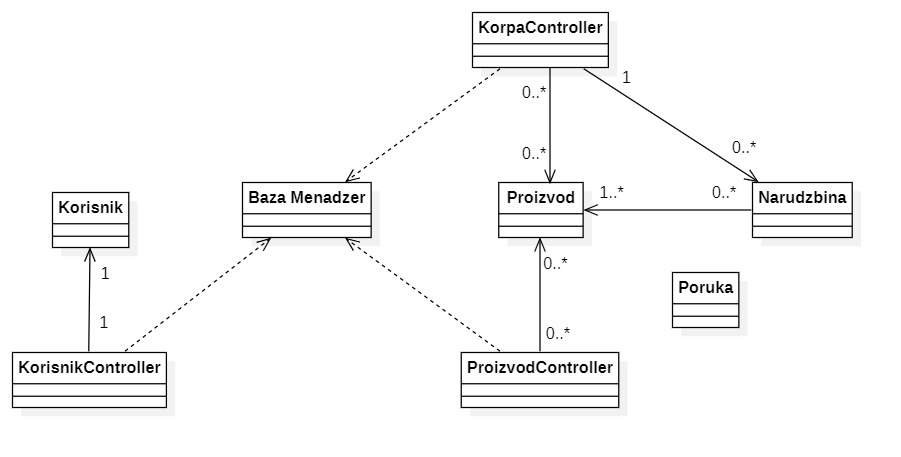 KorpaController
0..*
1
0..*
0..*
Korisnik
Baza Menadzer
Proizvod
1..*
0..*
Narudzbina
1
0..*
Poruka
1
0..*
KorisnikController
ProizvodController